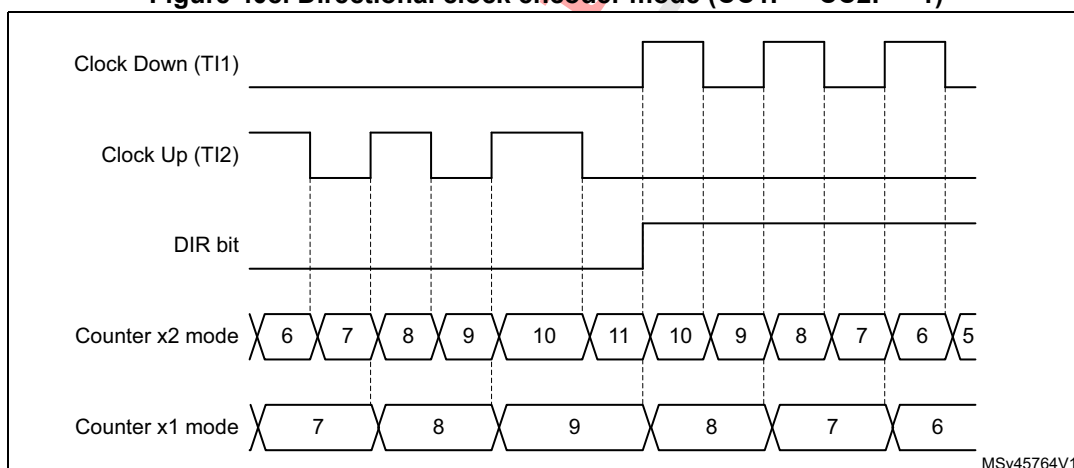 Clock Down (TI1)
Clock Up (TI2)
DIR bit
Counter x2 mode 6 7 8 9 10 11 10 9 8 7 6 5
Counter x1 mode 7 8 9 8 7 6
MSv45764V1